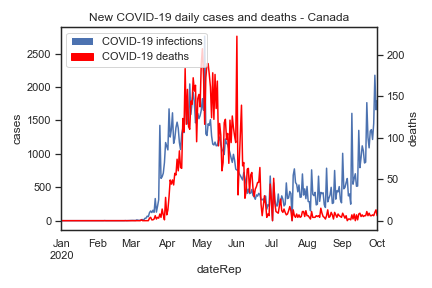 New COVID-19 daily cases and deaths - Canada
COVID-19 infections
COVID-19 deaths
cases
2500
2000
1500
1000
500
0
deaths
200
150
100
50
0
Jan Feb Mar Apr May Jun Jul Aug Sep Oct
2020
dateRep